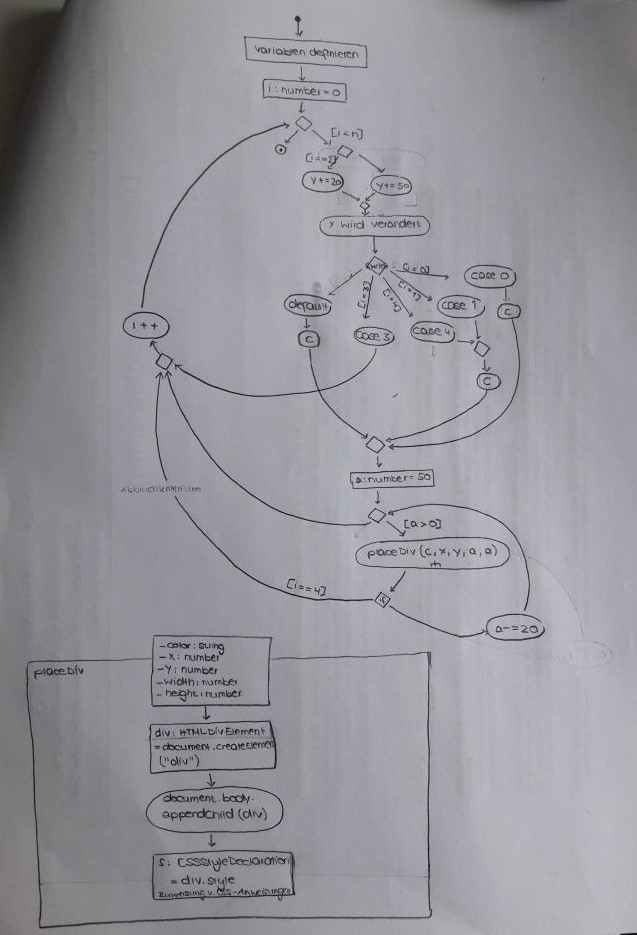 Variablen definieren
i : number = 0
[i<n]
y+=20
y+=50
x wird verändert
switch
[i=0]
case 0
[i=1]
[i=3]
[i=4]
default
case 1
c
c
i++
case 3
case 4
c
a:number=50
[a>0]
placeDiv (c, x, y, a, a)
[i==4]
if
a-=20
placeDiv
- color: string
- x: number
- y: number
- width: number
- height: number
div: HTMLDivElement
= document.createElement
("div")
document.body.
appendChild (div)
s: CSSStyleDeclaration
= div.style
Zuweisung v. CSS-Anweisungen